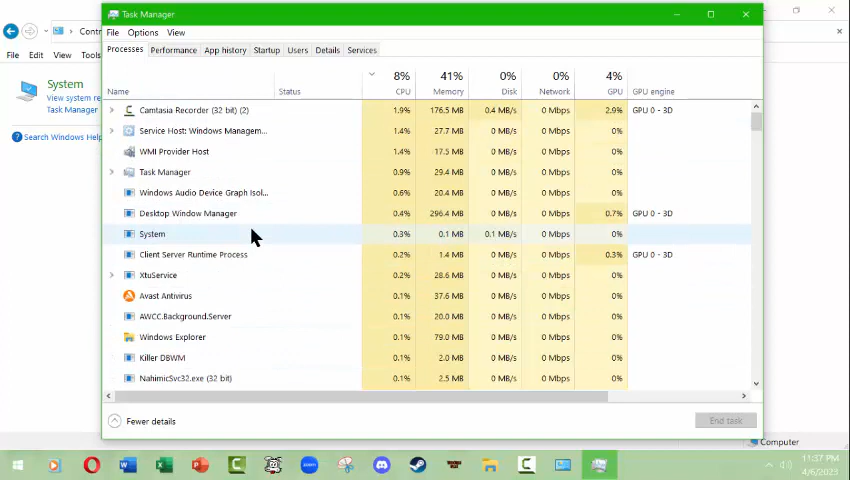 Task Manager
Contr
File Options View
File Edit View Tools
Processes Performance App history Startup Users Details Services
8% 41% 0% 0% 4%
Name Status CPU Memory Disk Network GPU GPU engine
System
View system re
Task Manager
Search Windows Help
Camtasia Recorder (32 bit) (2) 1.9% 176.5 MB 0.4 MB/s 0 Mbps 2.9% GPU 0 - 3D
Service Host: Windows Managem... 1.4% 27.7 MB 0 MB/s 0 Mbps 0%
WMI Provider Host 1.4% 17.5 MB 0 MB/s 0 Mbps 0%
Task Manager 0.9% 29.4 MB 0 MB/s 0 Mbps 0%
Windows Audio Device Graph Isol... 0.6% 20.4 MB 0 MB/s 0 Mbps 0%
Desktop Window Manager 0.4% 296.4 MB 0 MB/s 0 Mbps 0.7% GPU 0 - 3D
System 0.3% 0.1 MB 0.1 MB/s 0 Mbps 0%
Client Server Runtime Process 0.2% 1.4 MB 0 MB/s 0 Mbps 0.3% GPU 0 - 3D
XtuService 0.2% 28.6 MB 0 MB/s 0 Mbps 0%
Avast Antivirus 0.1% 37.6 MB 0 MB/s 0 Mbps 0%
AWCC.Background.Server 0.1% 20.0 MB 0 MB/s 0 Mbps 0%
Windows Explorer 0.1% 79.0 MB 0 MB/s 0 Mbps 0%
Killer DBWM 0.1% 2.0 MB 0 MB/s 0 Mbps 0%
NahimicSvc32.exe (32 bit) 0.1% 2.5 MB 0 MB/s 0 Mbps 0%
Fewer details End task
Computer
11:37 PM
4/6/2023